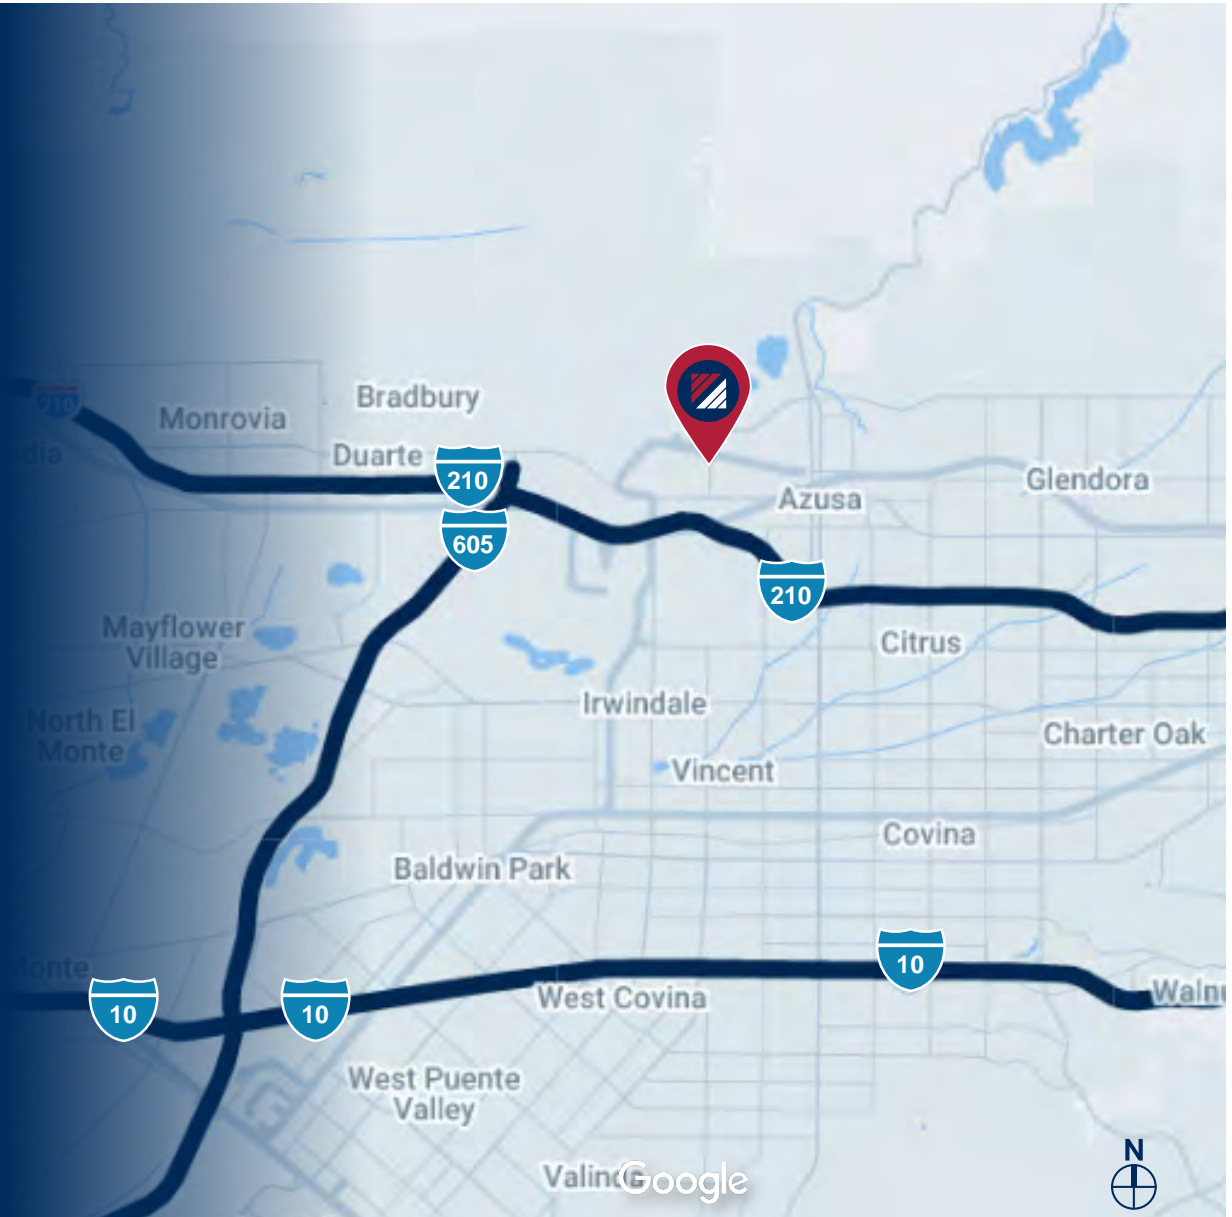 Bradbury
210
Monrovia
Duarte
210
605
Glendora
Azusa
210
Mayflower
Village
Citrus
Irwindale
North El
Monte
Charter Oak
Vincent
Covina
Baldwin Park
10
10
10
West Covina
West Puente
Valley
N
Valinda
Google